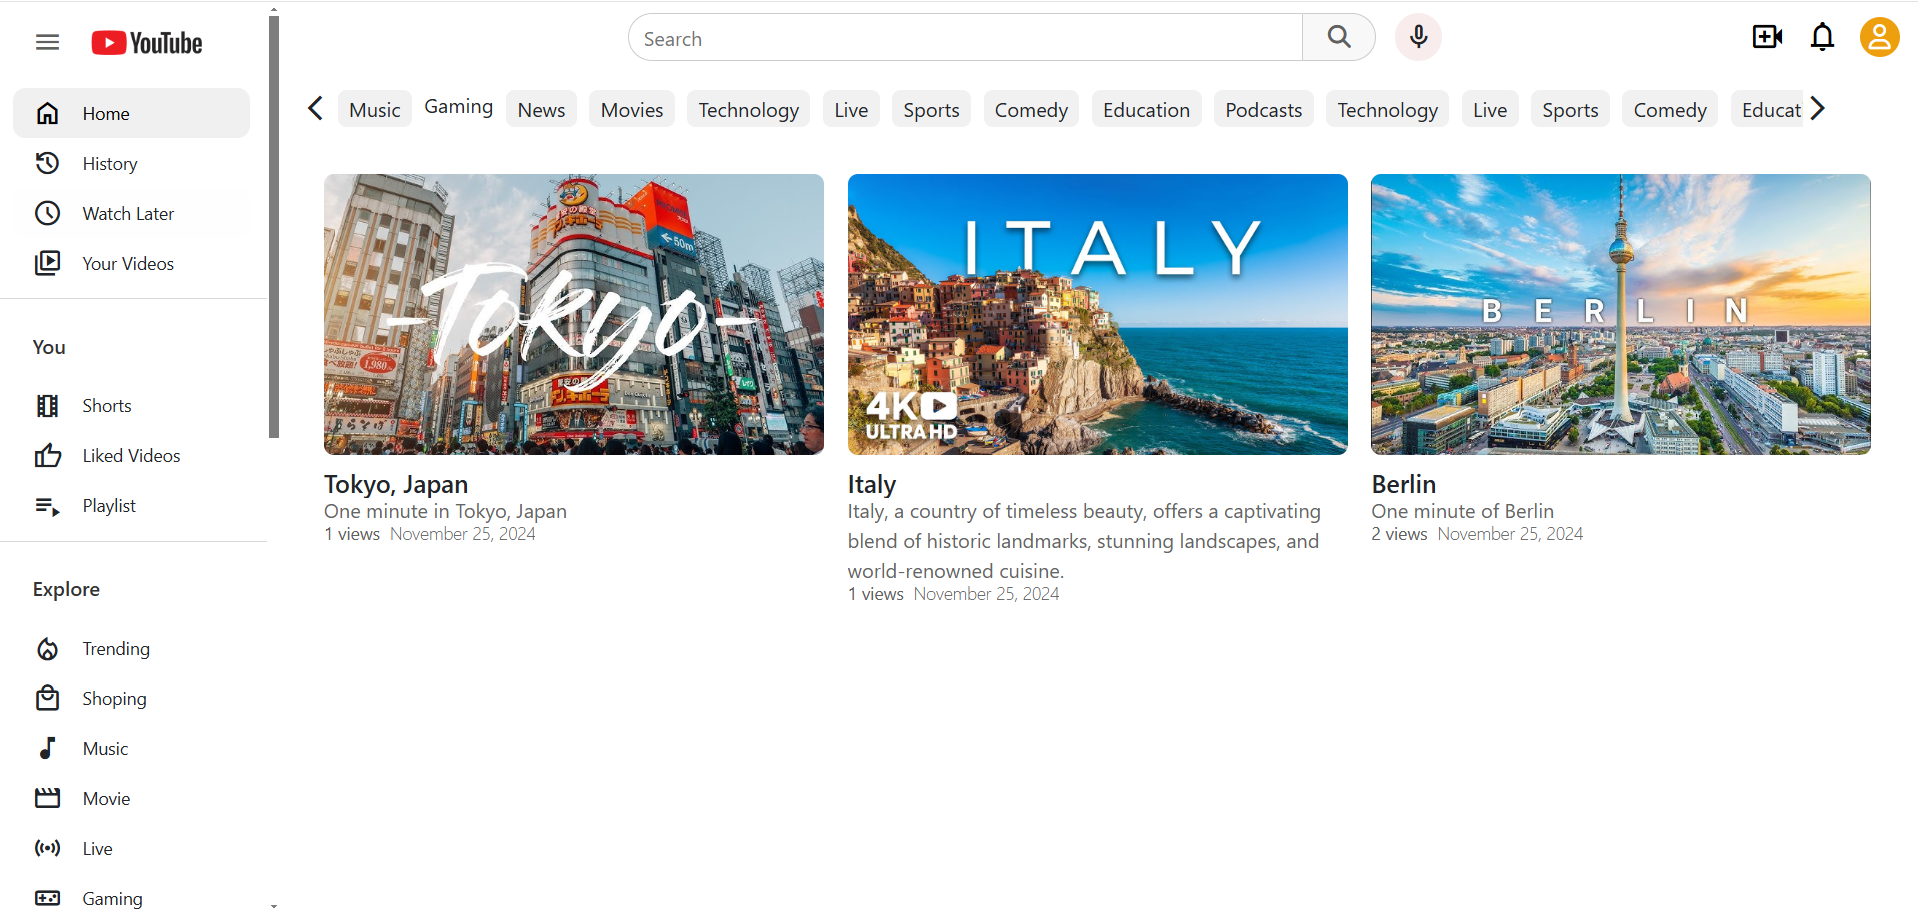 YouTube
Search
Home
History
Watch Later
Your Videos
You
Shorts
Liked Videos
Playlist
Explore
Trending
Shoping
Music
Movie
Live
Gaming
Music Gaming News Movies Technology Live Sports Comedy Education Podcasts Technology Live Sports Comedy Educat
←50m
1,980
-Tokyo-
Tokyo, Japan
One minute in Tokyo, Japan
1 views November 25, 2024
ITALY
4K
ULTRA HD
Italy
Italy, a country of timeless beauty, offers a captivating
blend of historic landmarks, stunning landscapes, and
world-renowned cuisine.
1 views November 25, 2024
BERLIN
Berlin
One minute of Berlin
2 views November 25, 2024